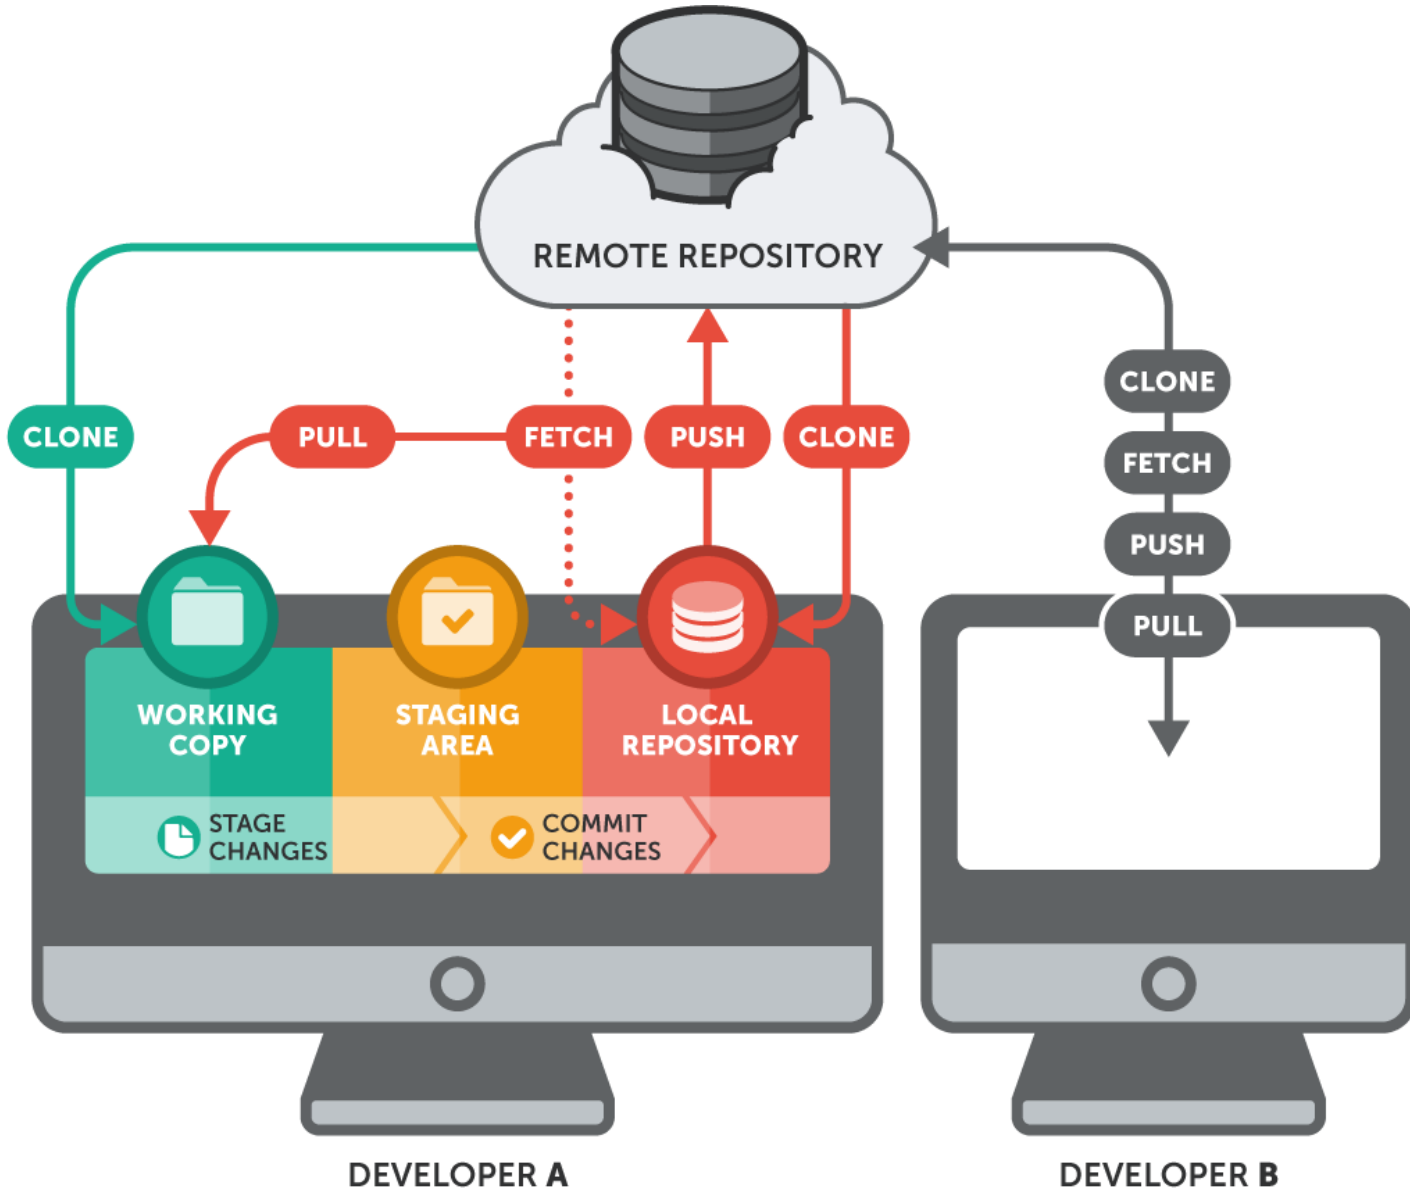 REMOTE REPOSITORY
CLONE
PULL
FETCH
PUSH
CLONE
CLONE
FETCH
PUSH
PULL
WORKING
COPY
STAGING
AREA
LOCAL
REPOSITORY
STAGE
CHANGES
COMMIT
CHANGES
DEVELOPER A
DEVELOPER B